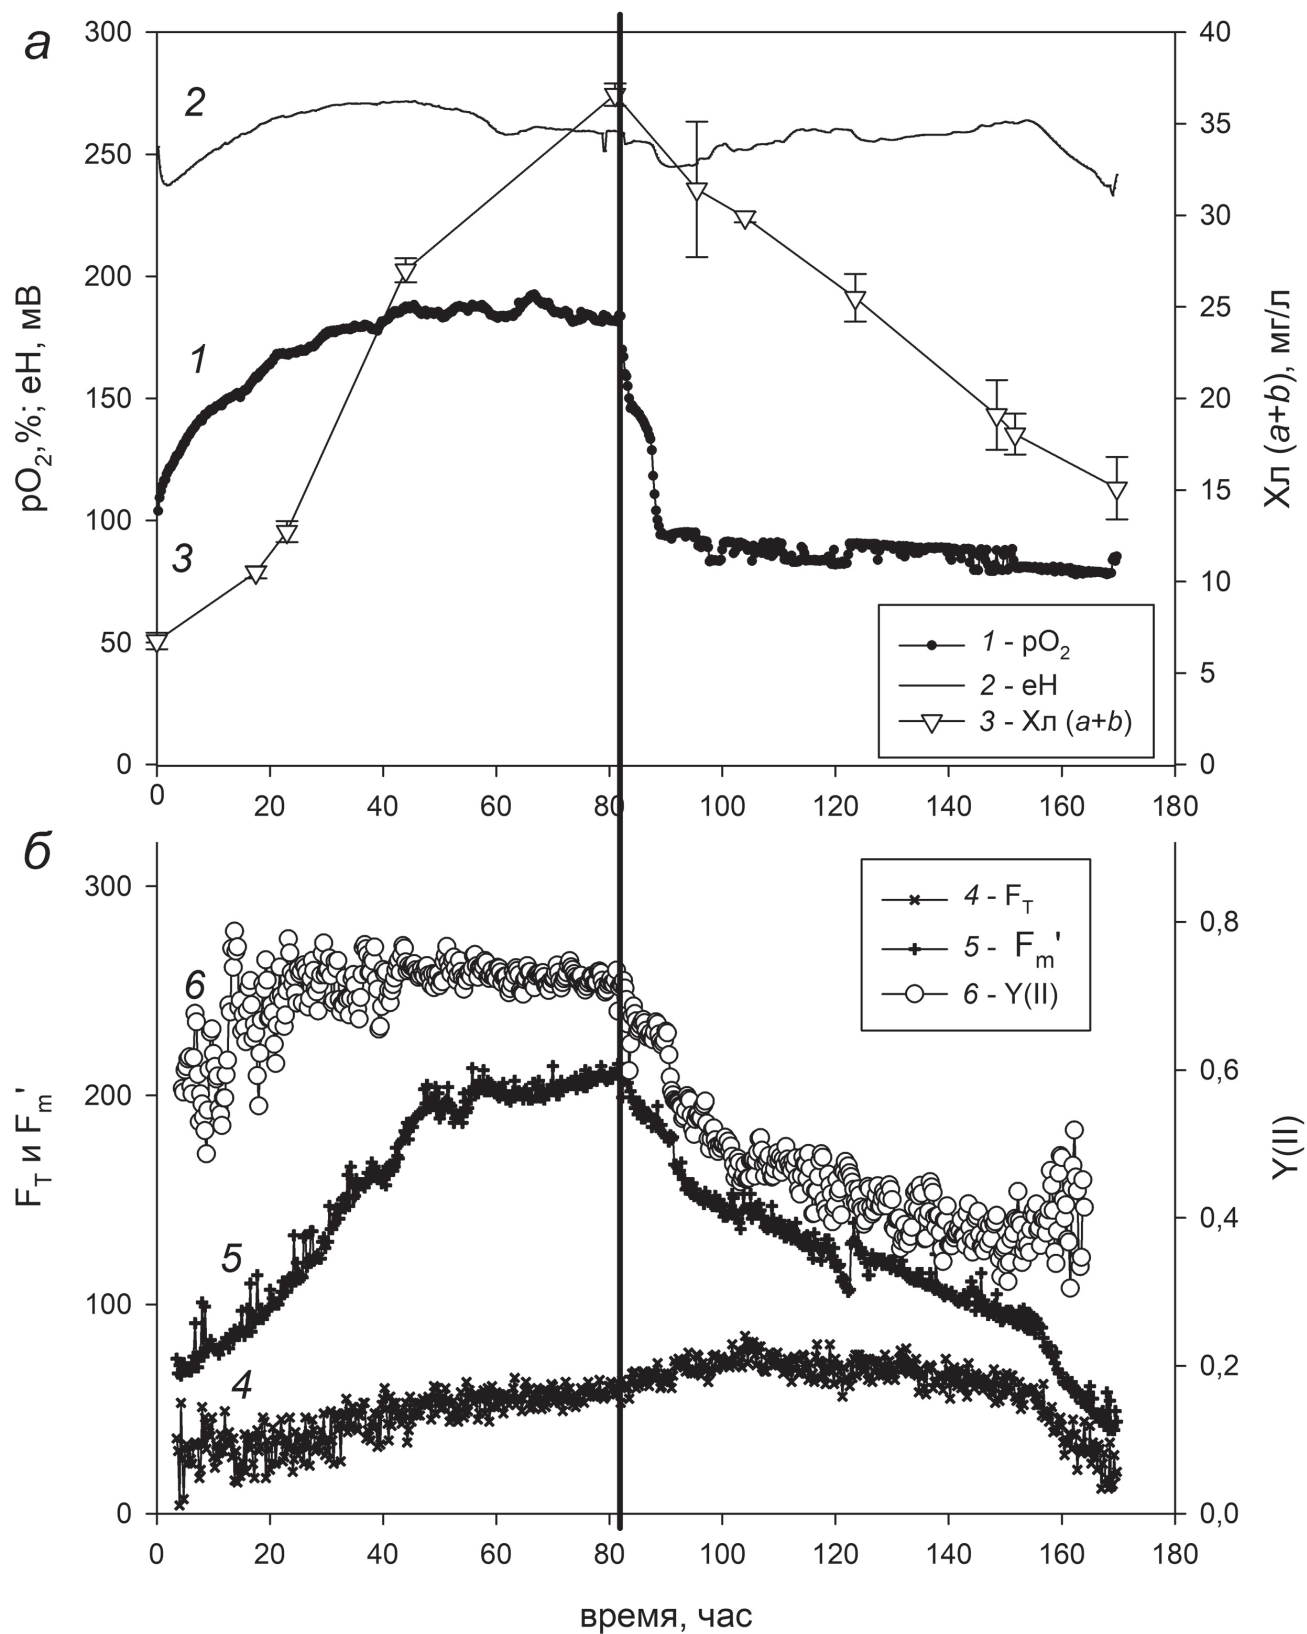 а
300
250
200
150
100
50
0
pO2,%; eH, мВ
40
35
30
25
20
15
10
5
0
Хл (a+b), мг/л
2
1
3
1 - pO2
2 - eH
3 - Хл (a+b)
0 20 40 60 80 100 120 140 160 180
б
300
200
100
0
FT и Fm'
0,8
0,6
0,4
0,2
0,0
Y(II)
6
5
4
4 - FT
5 - Fm'
6 - Y(II)
0 20 40 60 80 100 120 140 160 180
время, час